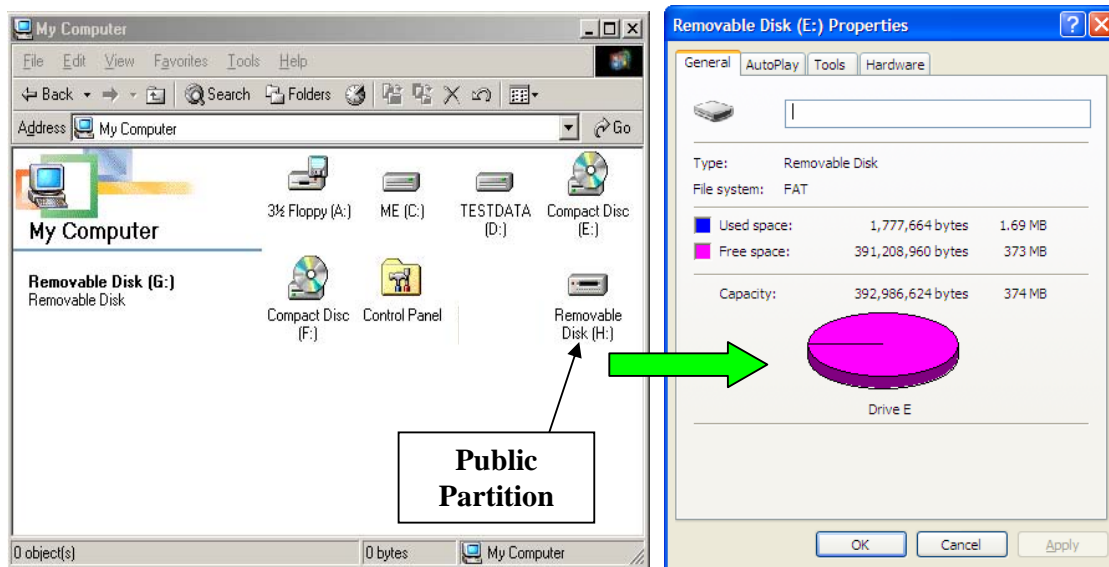 My Computer
File Edit View Favorites Tools Help
Back Search Folders
Address My Computer Go
My Computer
Removable Disk (G:)
Removable Disk
3½ Floppy (A:)
ME (C:)
TESTDATA
(D:)
Compact Disc
(E:)
Compact Disc
(F:)
Control Panel
Removable
Disk (H:)
Public
Partition
0 object(s) 0 bytes My Computer
Removable Disk (E:) Properties
General AutoPlay Tools Hardware
Type: Removable Disk
File system: FAT
Used space: 1,777,664 bytes 1.69 MB
Free space: 391,208,960 bytes 373 MB
Capacity: 392,986,624 bytes 374 MB
Drive E
OK Cancel Apply